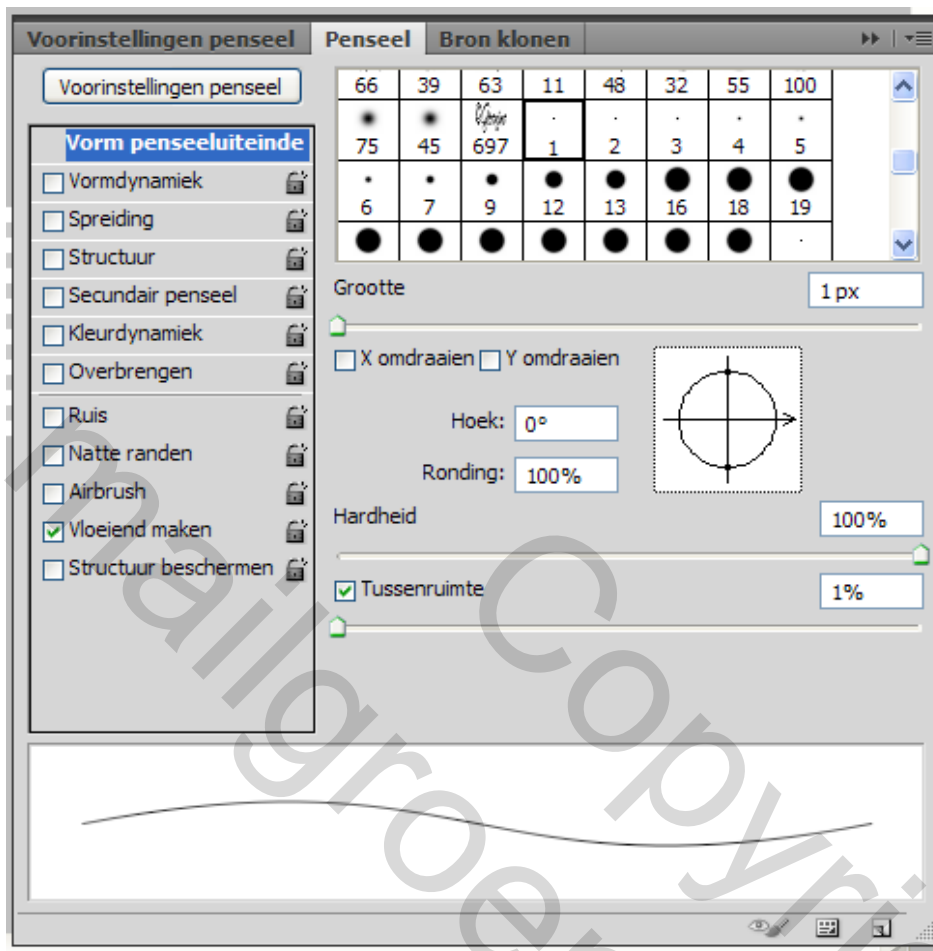 Voorinstellingen penseel Penseel Bron klonen
Voorinstellingen penseel
Vorm penseeluiteinde
Vormdynamiek
Spreiding
Structuur
Secundair penseel
Kleurdynamiek
Overbrengen
Ruis
Natte randen
Airbrush
Vloeiend maken
Structuur beschermen
66 39 63 11 48 32 55 100
75 45 697 1 2 3 4 5
6 7 9 12 13 16 18 19
Grootte 1 px
X omdraaien Y omdraaien
Hoek: 0°
Ronding: 100%
Hardheid 100%
Tussenruimte 1%